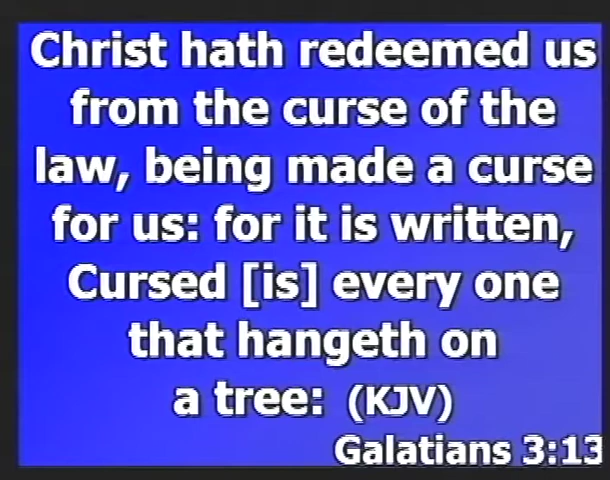 Christ hath redeemed us
from the curse of the
law, being made a curse
for us: for it is written,
Cursed [is] every one
that hangeth on
a tree: (KJV)
Galatians 3:13